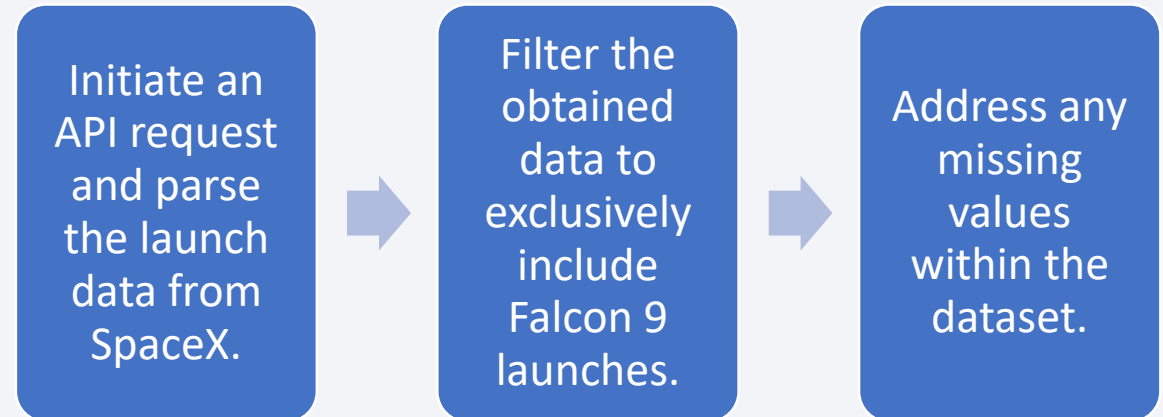 Initiate an
API request
and parse
the launch
data from
SpaceX.
Filter the
obtained
data to
exclusively
include
Falcon 9
launches.
Address any
missing
values
within the
dataset.